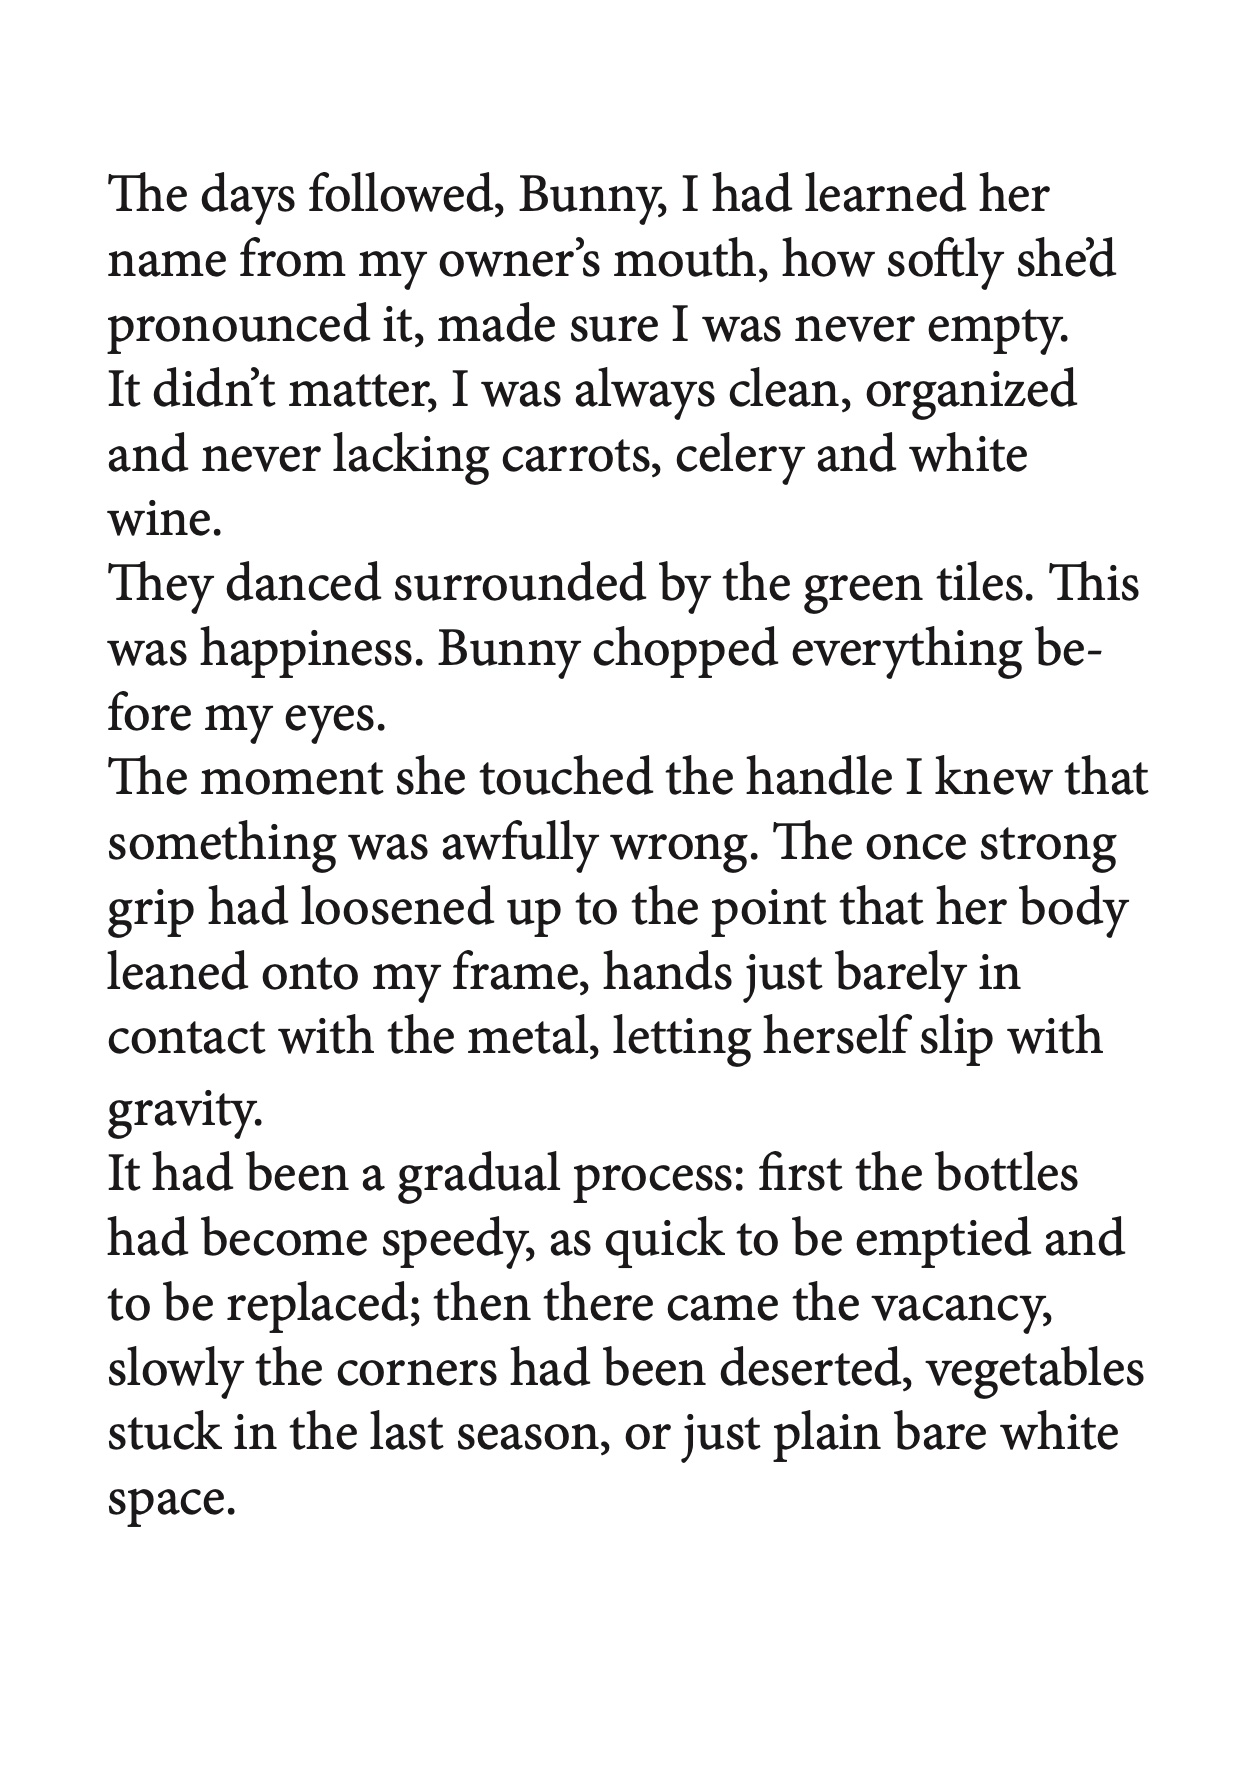 The days followed, Bunny, I had learned her
name from my owner’s mouth, how softly she’d
pronounced it, made sure I was never empty.
It didn’t matter, I was always clean, organized
and never lacking carrots, celery and white
wine.
They danced surrounded by the green tiles. This
was happiness. Bunny chopped everything be-
fore my eyes.
The moment she touched the handle I knew that
something was awfully wrong. The once strong
grip had loosened up to the point that her body
leaned onto my frame, hands just barely in
contact with the metal, letting herself slip with
gravity.
It had been a gradual process: first the bottles
had become speedy, as quick to be emptied and
to be replaced; then there came the vacancy,
slowly the corners had been deserted, vegetables
stuck in the last season, or just plain bare white
space.